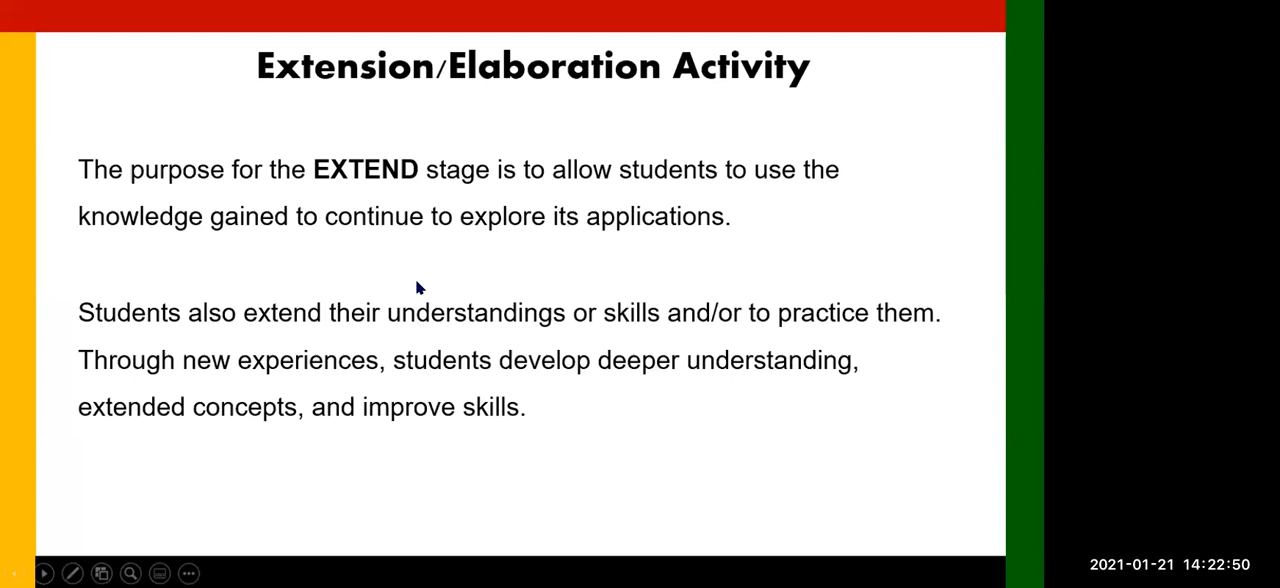 Extension/Elaboration Activity
The purpose for the EXTEND stage is to allow students to use the
knowledge gained to continue to explore its applications.
Students also extend their understandings or skills and/or to practice them.
Through new experiences, students develop deeper understanding,
extended concepts, and improve skills.
2021-01-21 14:22:50